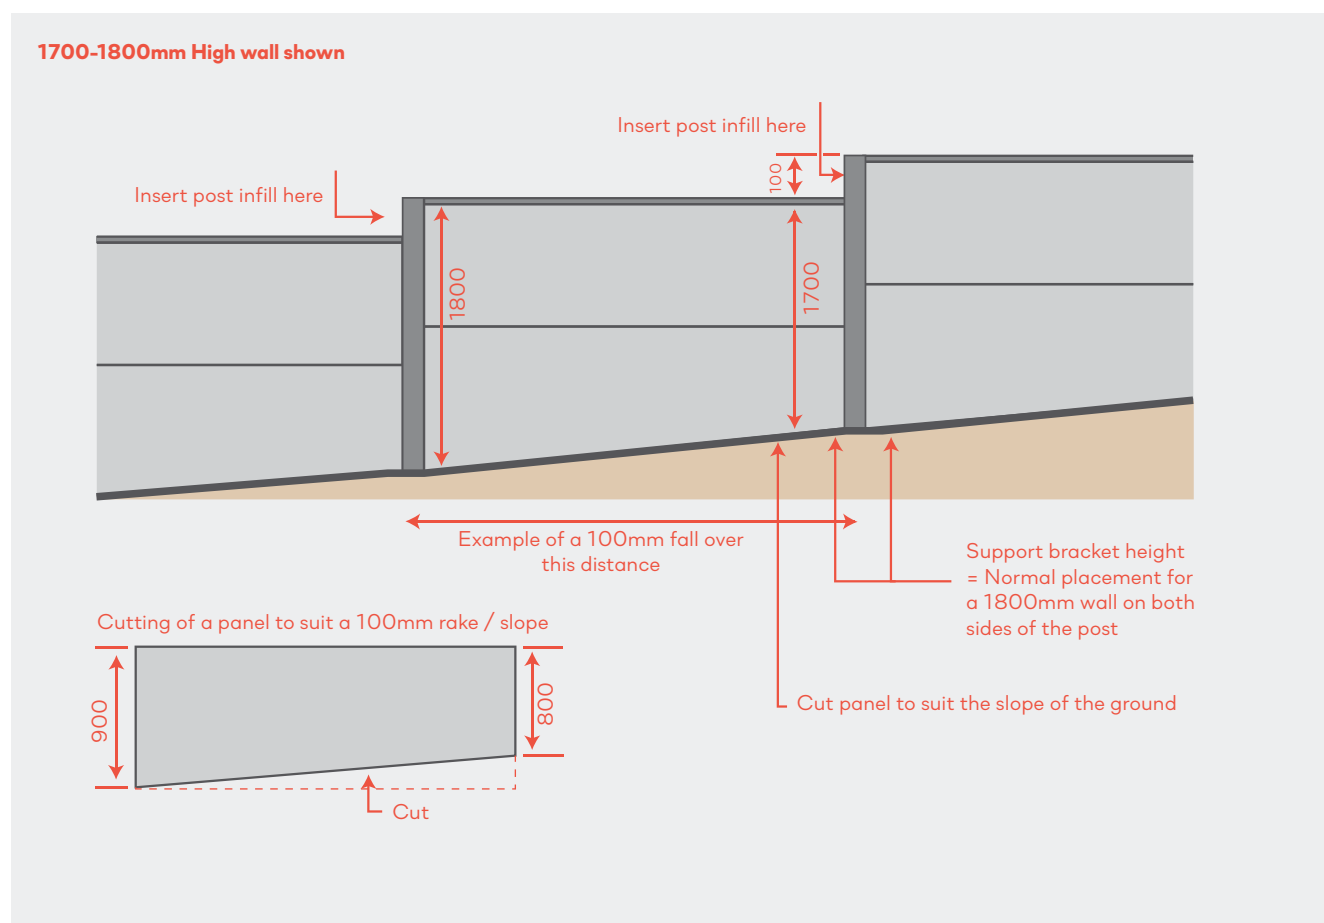 1700-1800mm High wall shown
Insert post infill here
Insert post infill here
100
1800
1700
Example of a 100mm fall over
this distance
Support bracket height
= Normal placement for
a 1800mm wall on both
sides of the post
Cutting of a panel to suit a 100mm rake / slope
900
800
Cut panel to suit the slope of the ground
Cut